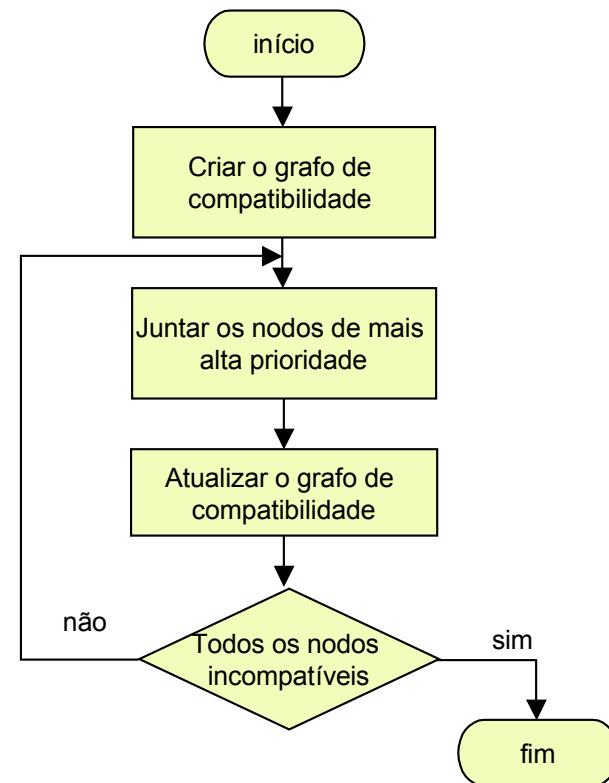 início
Criar o grafo de
compatibilidade
Juntar os nodos de mais
alta prioridade
Atualizar o grafo de
compatibilidade
não
Todos os nodos
incompatíveis
sim
fim